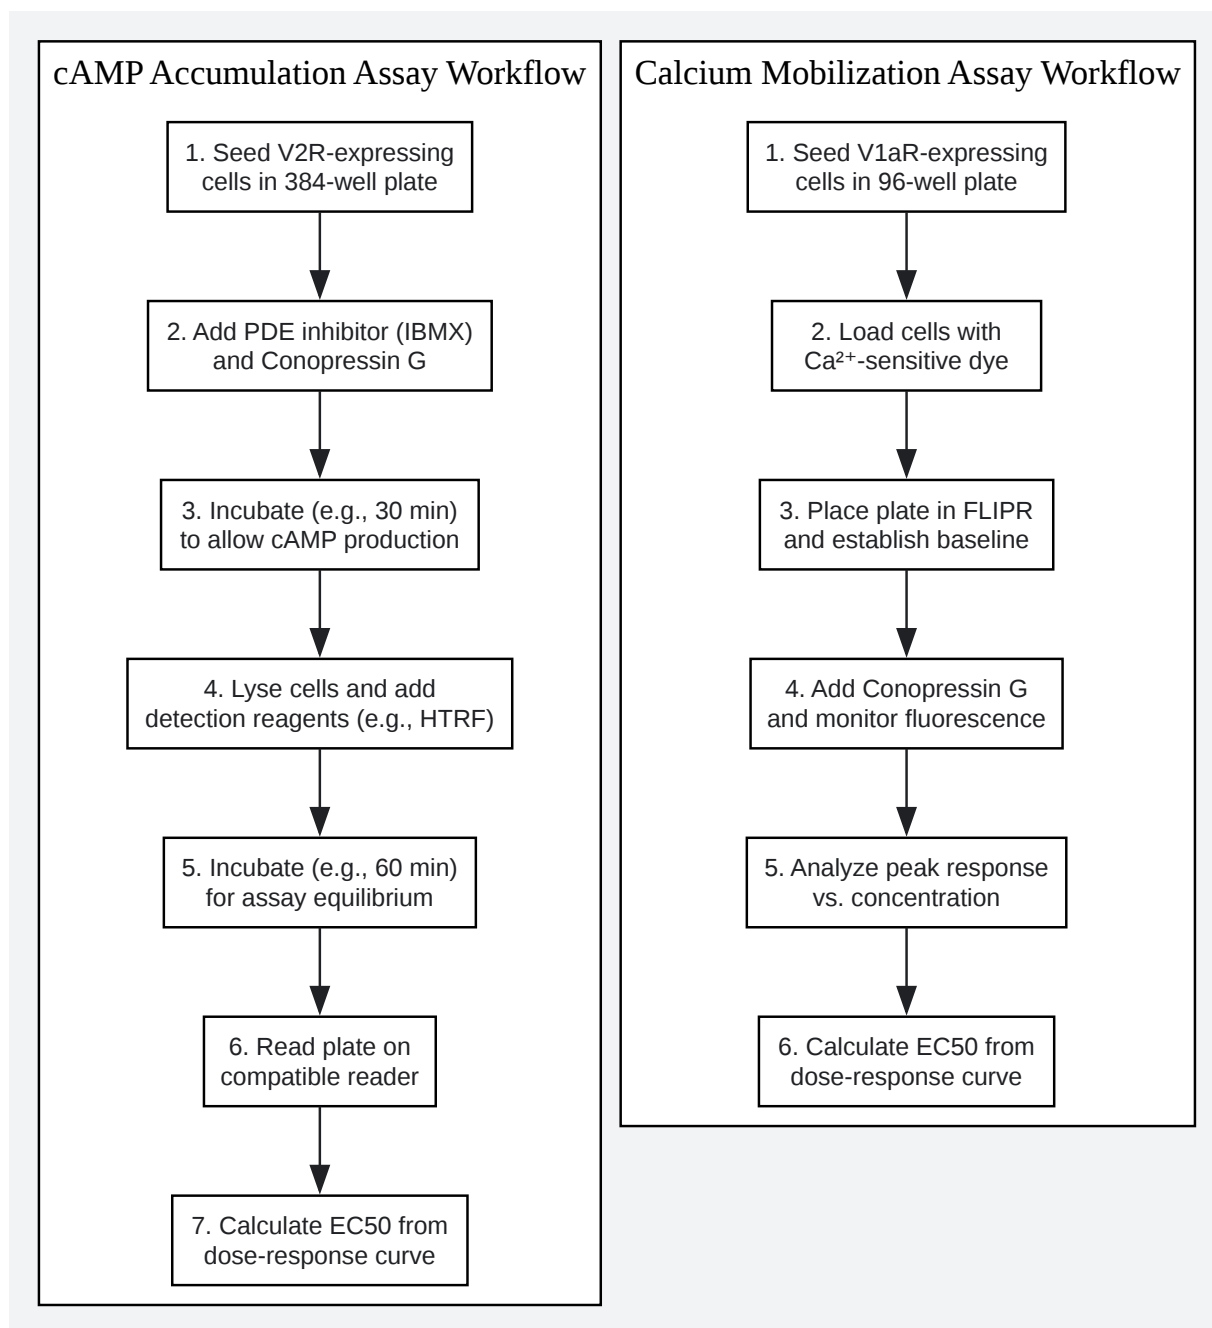 cAMP Accumulation Assay Workflow
1. Seed V2R-expressing
cells in 384-well plate
2. Add PDE inhibitor (IBMX)
and Conopressin G
3. Incubate (e.g., 30 min)
to allow cAMP production
4. Lyse cells and add
detection reagents (e.g., HTRF)
5. Incubate (e.g., 60 min)
for assay equilibrium
6. Read plate on
compatible reader
7. Calculate EC50 from
dose-response curve
Calcium Mobilization Assay Workflow
1. Seed V1aR-expressing
cells in 96-well plate
2. Load cells with
Ca²⁺-sensitive dye
3. Place plate in FLIPR
and establish baseline
4. Add Conopressin G
and monitor fluorescence
5. Analyze peak response
vs. concentration
6. Calculate EC50 from
dose-response curve